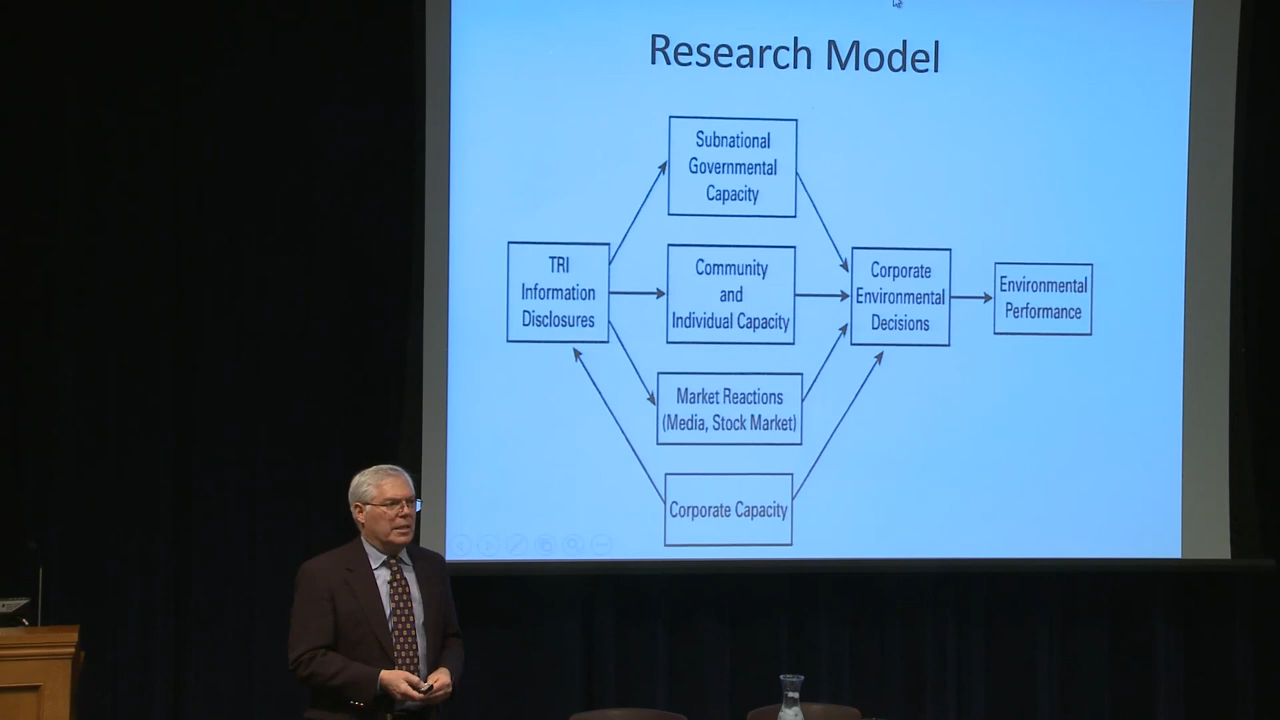 Research Model
Subnational
Governmental
Capacity
TRI
Information
Disclosures
Community
and
Individual Capacity
Corporate
Environmental
Decisions
Environmental
Performance
Market Reactions
(Media, Stock Market)
Corporate Capacity